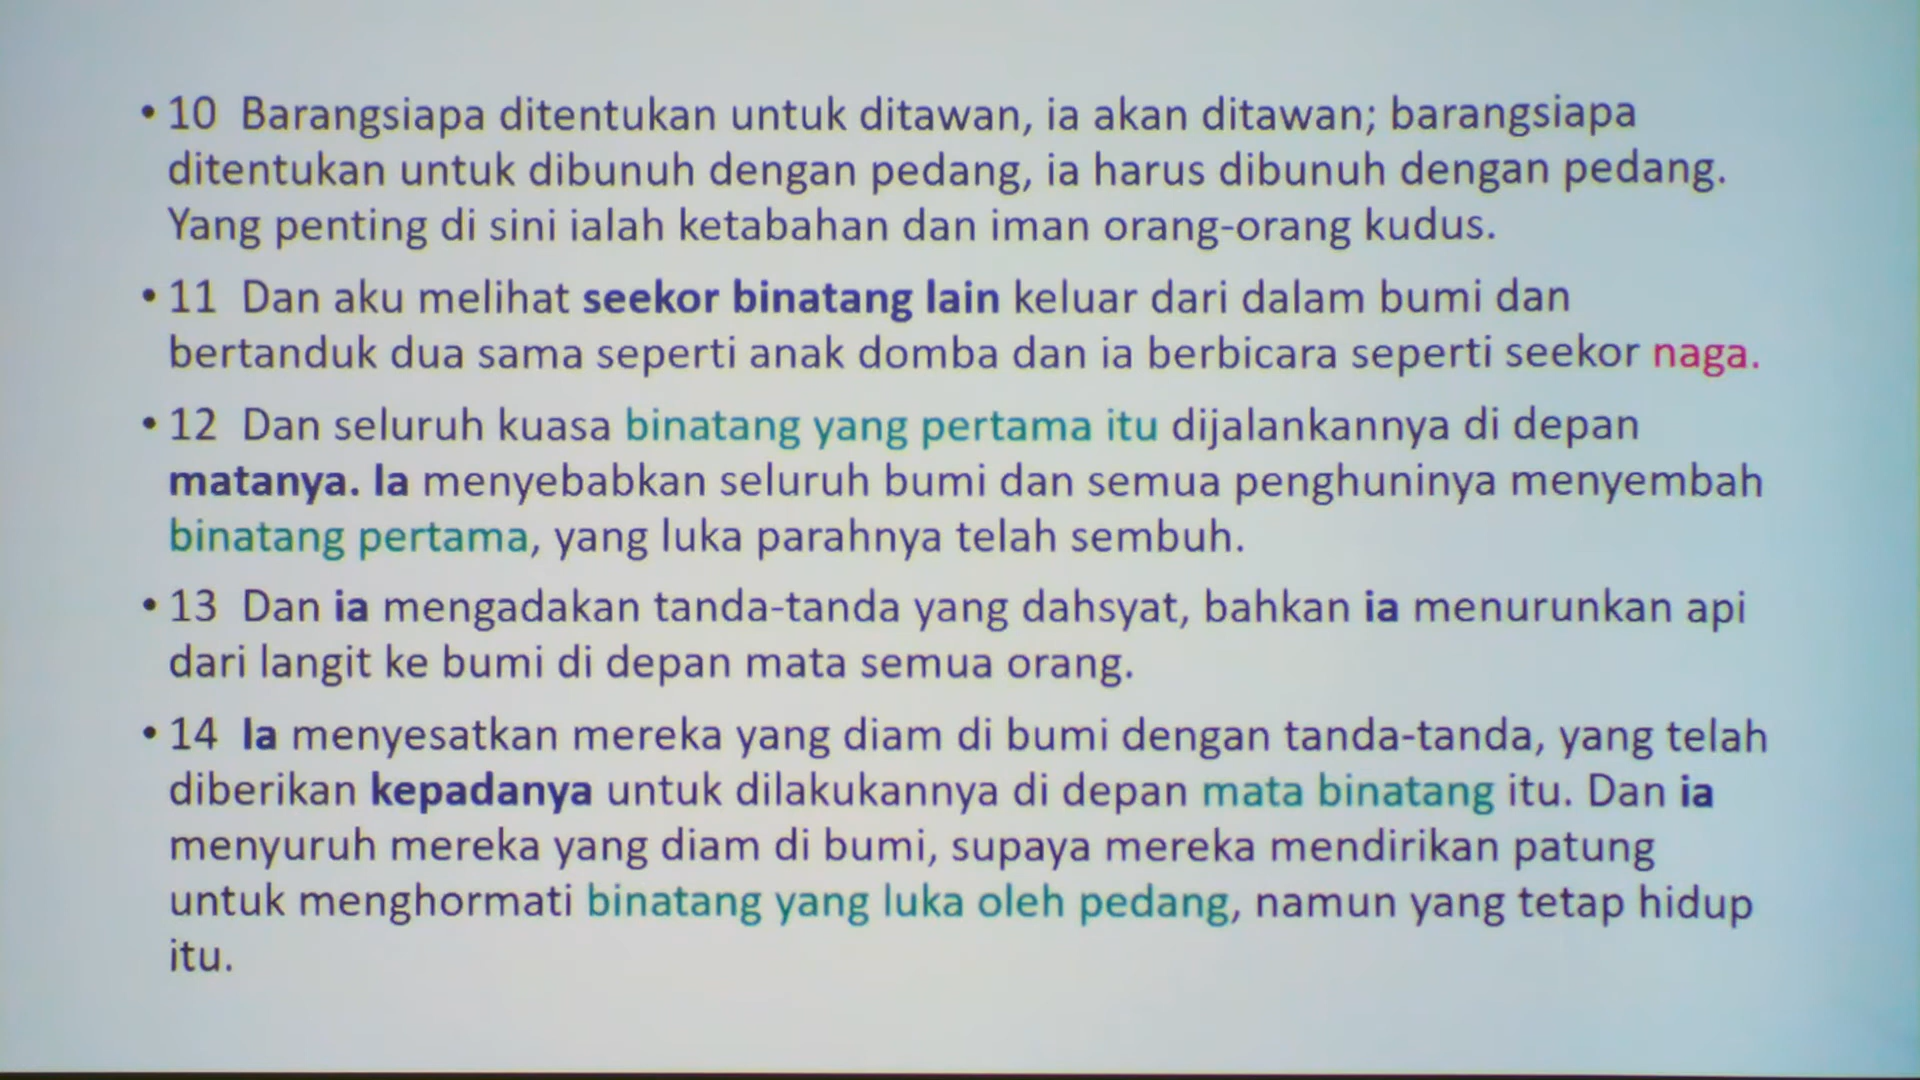 • 10 Barangsiapa ditentukan untuk ditawan, ia akan ditawan; barangsiapa
ditentukan untuk dibunuh dengan pedang, ia harus dibunuh dengan pedang.
Yang penting di sini ialah ketabahan dan iman orang-orang kudus.
• 11 Dan aku melihat seekor binatang lain keluar dari dalam bumi dan
bertanduk dua sama seperti anak domba dan ia berbicara seperti seekor naga.
• 12 Dan seluruh kuasa binatang yang pertama itu dijalankannya di depan
matanya. Ia menyebabkan seluruh bumi dan semua penghuninya menyembah
binatang pertama, yang luka parahnya telah sembuh.
• 13 Dan ia mengadakan tanda-tanda yang dahsyat, bahkan ia menurunkan api
dari langit ke bumi di depan mata semua orang.
• 14 Ia menyesatkan mereka yang diam di bumi dengan tanda-tanda, yang telah
diberikan kepadanya untuk dilakukannya di depan mata binatang itu. Dan ia
menyuruh mereka yang diam di bumi, supaya mereka mendirikan patung
untuk menghormati binatang yang luka oleh pedang, namun yang tetap hidup
itu.